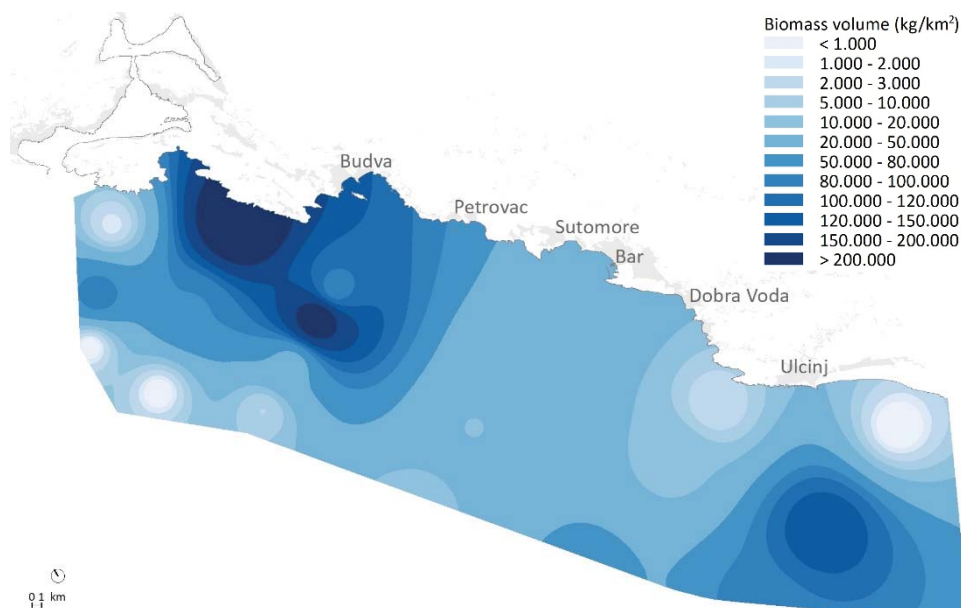 Biomass volume (kg/km²)
< 1.000
1.000 - 2.000
2.000 - 3.000
5.000 - 10.000
10.000 - 20.000
20.000 - 50.000
50.000 - 80.000
80.000 - 100.000
100.000 - 120.000
120.000 - 150.000
150.000 - 200.000
> 200.000
Budva
Petrovac
Sutomore
Bar
Dobra Voda
Ulcinj
0 1 km